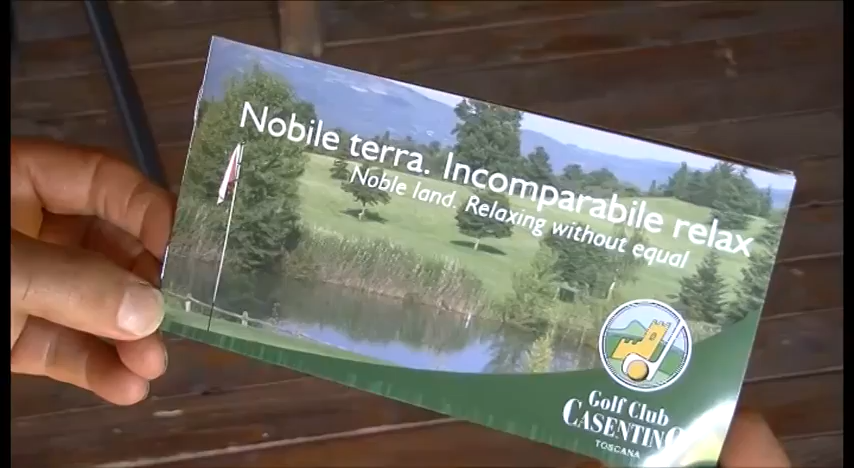 Nobile terra. Incomparabile relax
Noble land. Relaxing without equal
Golf Club
CASENTINO
TOSCANA